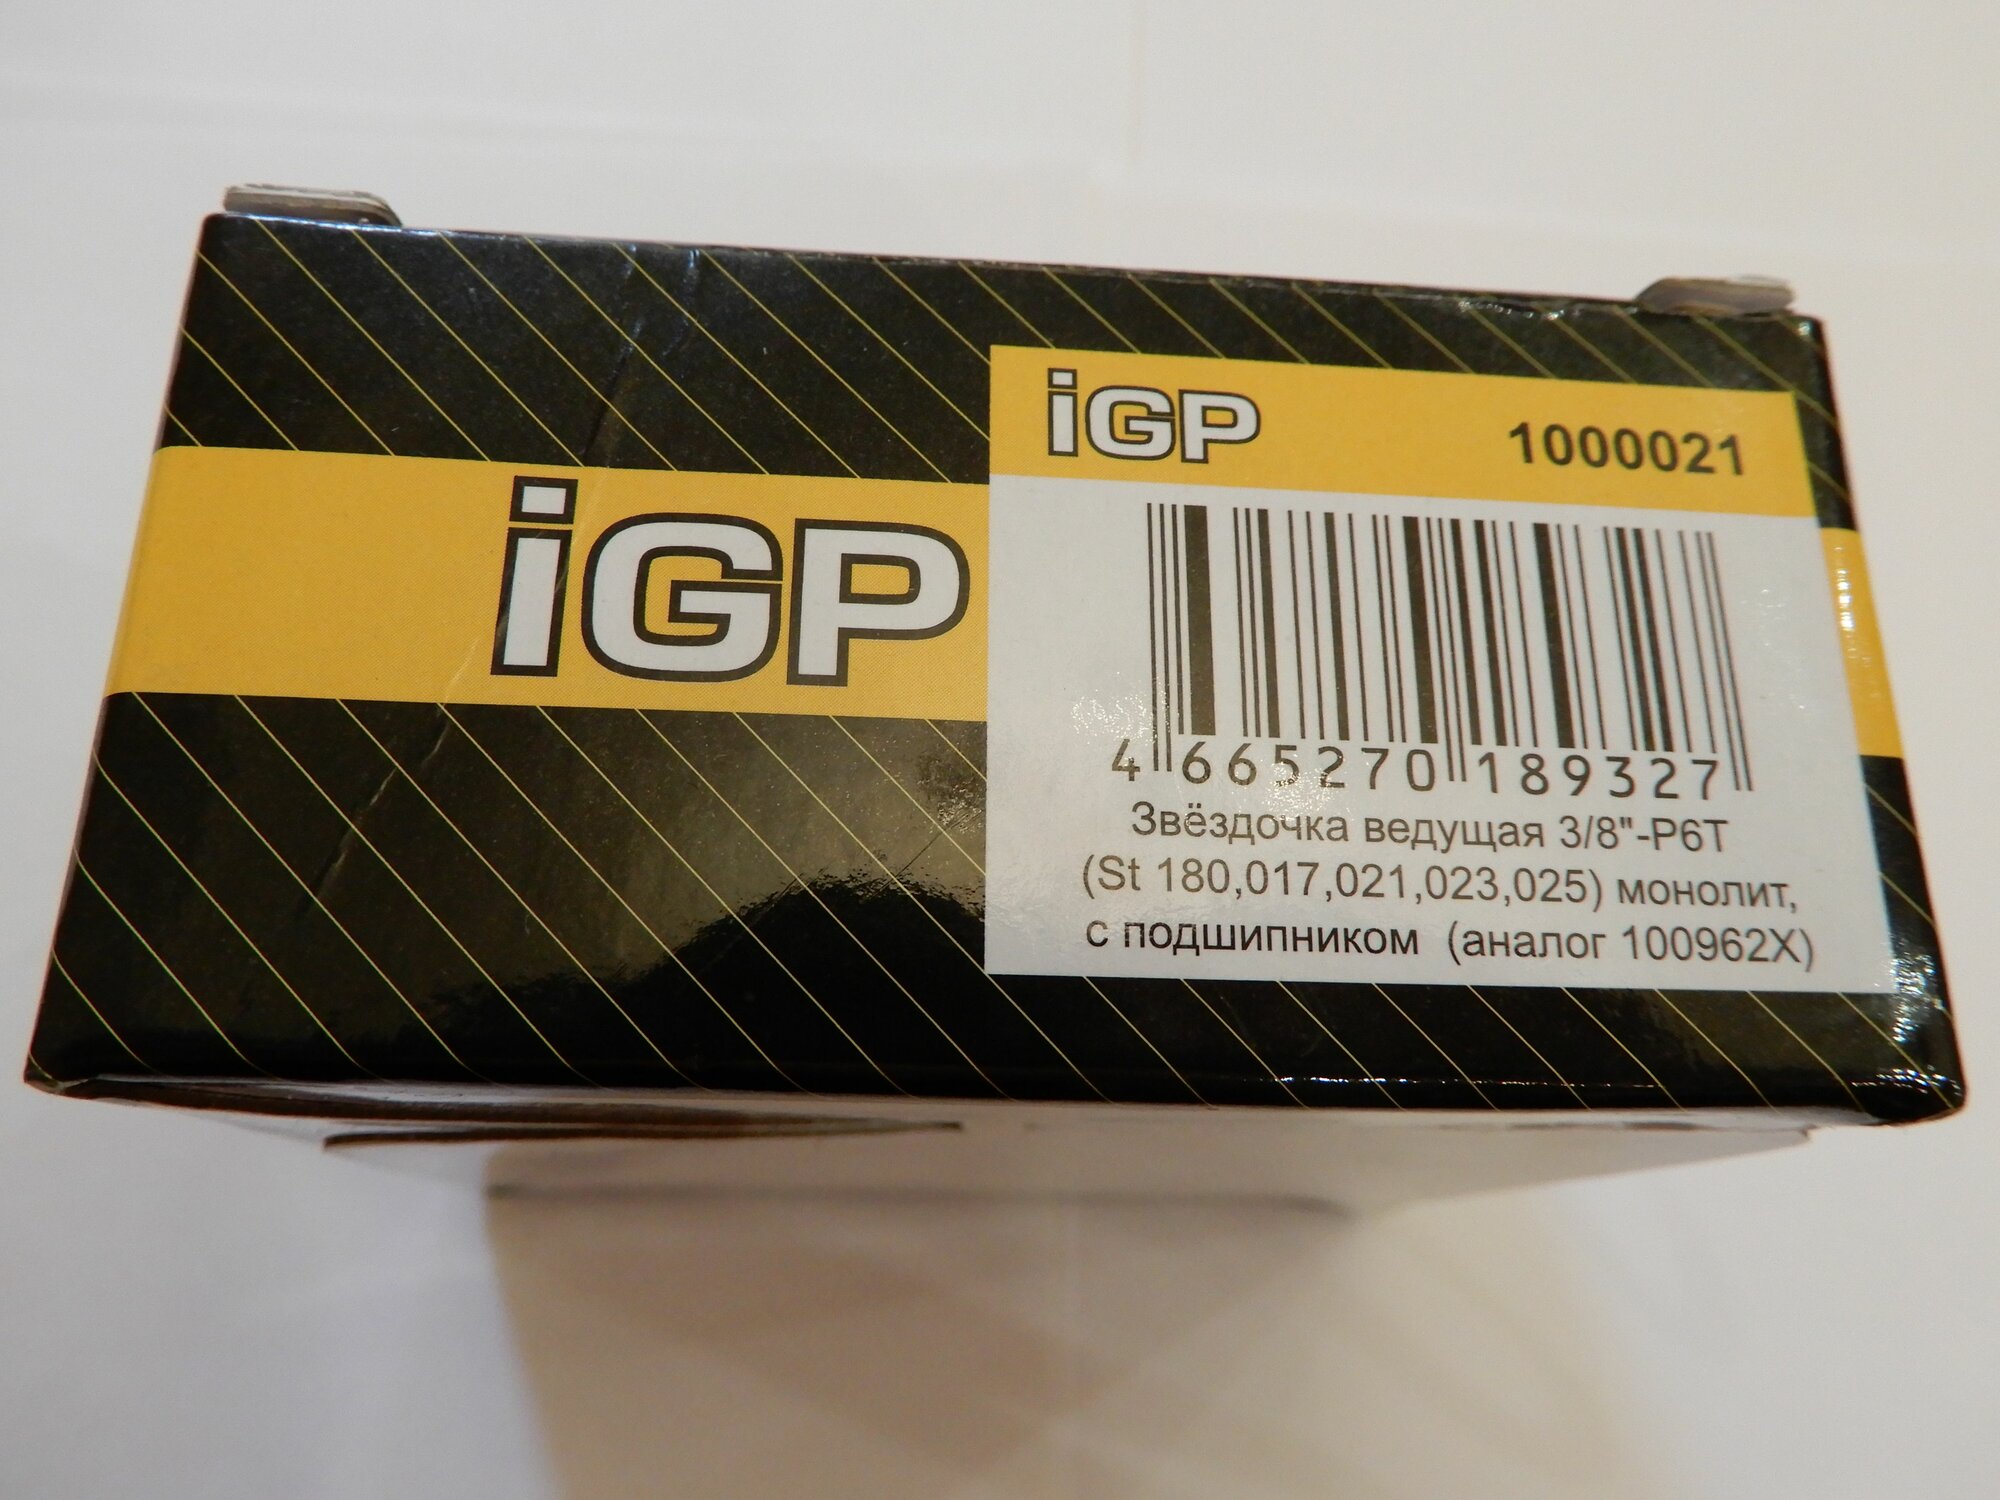 iGP
iGP
1000021
4 665270 189327
Звёздочка ведущая 3/8"-P6T
(St 180,017,021,023,025) монолит,
с подшипником (аналог 100962X)